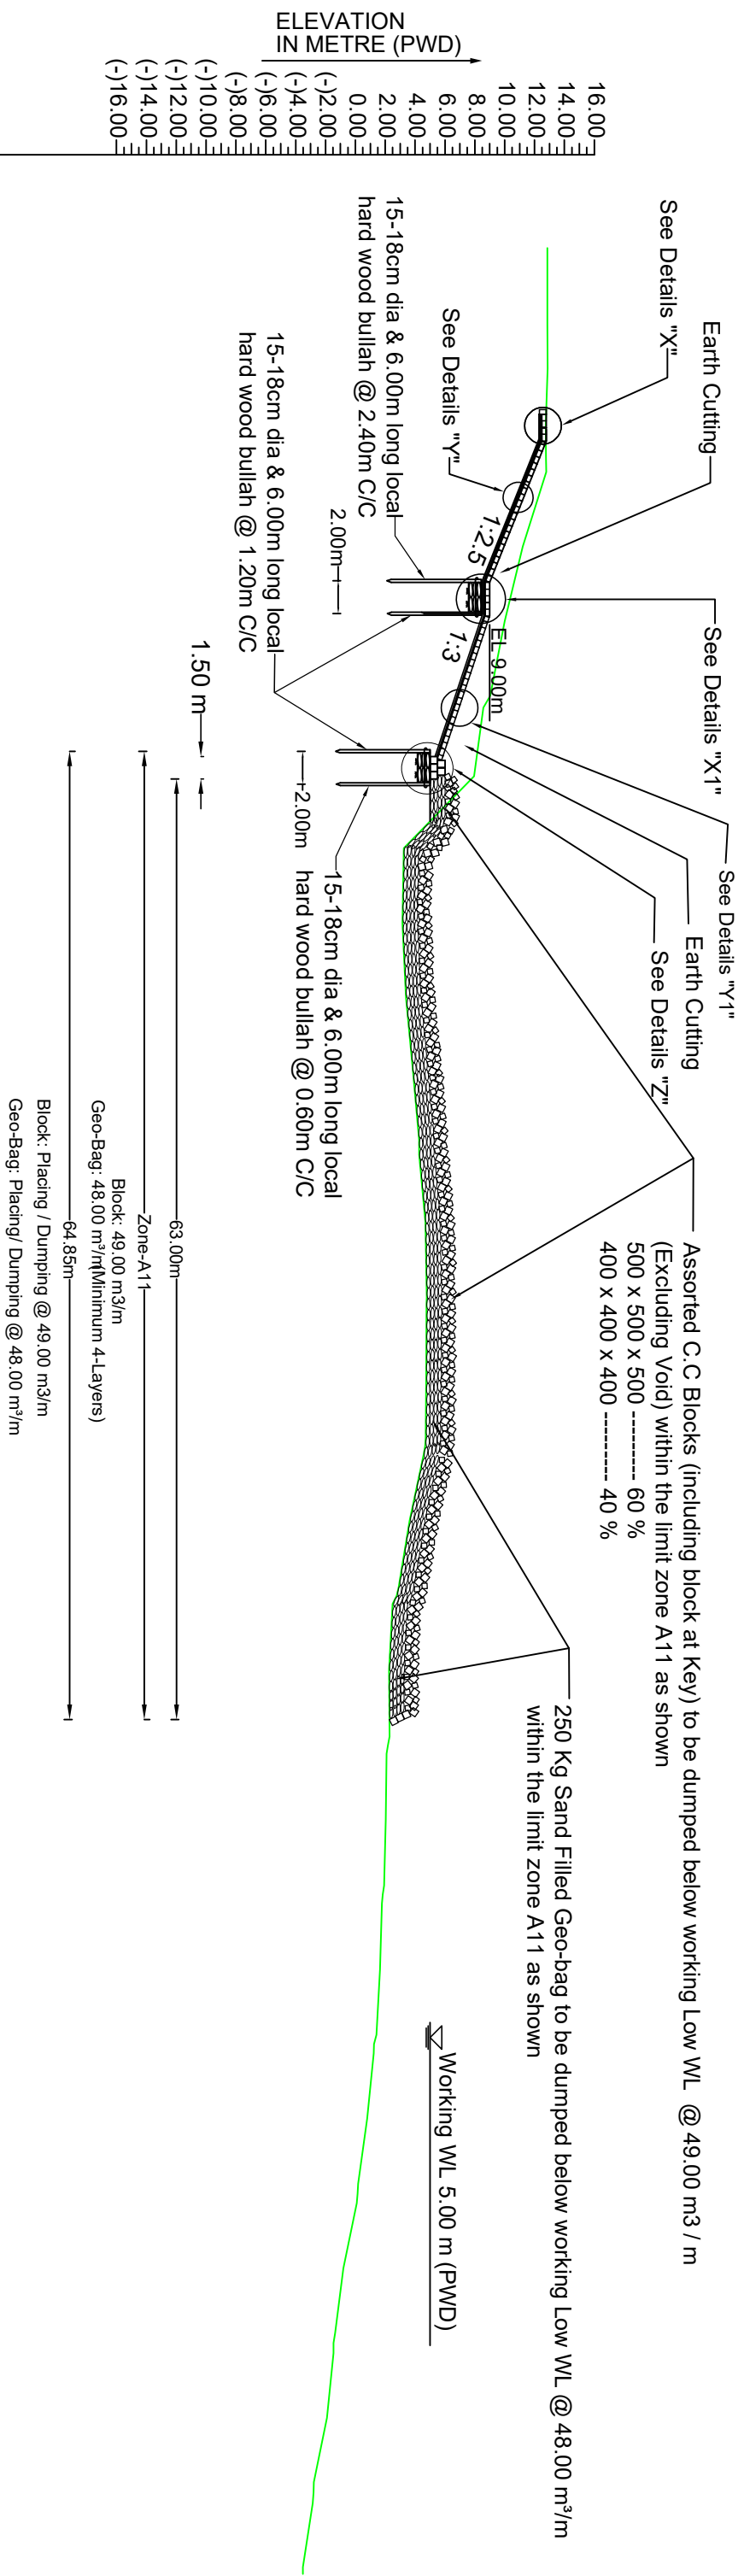 ELEVATION
IN METRE (PWD)
16.00
14.00
12.00
10.00
8.00
6.00
4.00
2.00
0.00
(-)2.00
(-)4.00
(-)6.00
(-)8.00
(-)10.00
(-)12.00
(-)14.00
(-)16.00
See Details "X"
Earth Cutting
See Details "X1"
See Details "Y1"
Earth Cutting
See Details "Z"
See Details "Y"
1:2.5
EL 9.00m
1:3
15-18cm dia & 6.00m long local
hard wood bullah @ 2.40m C/C
2.00m
15-18cm dia & 6.00m long local
hard wood bullah @ 1.20m C/C
1.50 m
2.00m
15-18cm dia & 6.00m long local
hard wood bullah @ 0.60m C/C
Assorted C.C Blocks (including block at Key) to be dumped below working Low WL @ 49.00 m3 / m
(Excluding Void) within the limit zone A11 as shown
500 x 500 x 500 ---------- 60 %
400 x 400 x 400 ---------- 40 %
250 Kg Sand Filled Geo-bag to be dumped below working Low WL @ 48.00 m³/m
within the limit zone A11 as shown
Working WL 5.00 m (PWD)
63.00m
Zone-A11
Block: 49.00 m3/m
Geo-Bag: 48.00 m³/m(Minimum 4-Layers)
64.85m
Block: Placing / Dumping @ 49.00 m3/m
Geo-Bag: Placing/ Dumping @ 48.00 m³/m